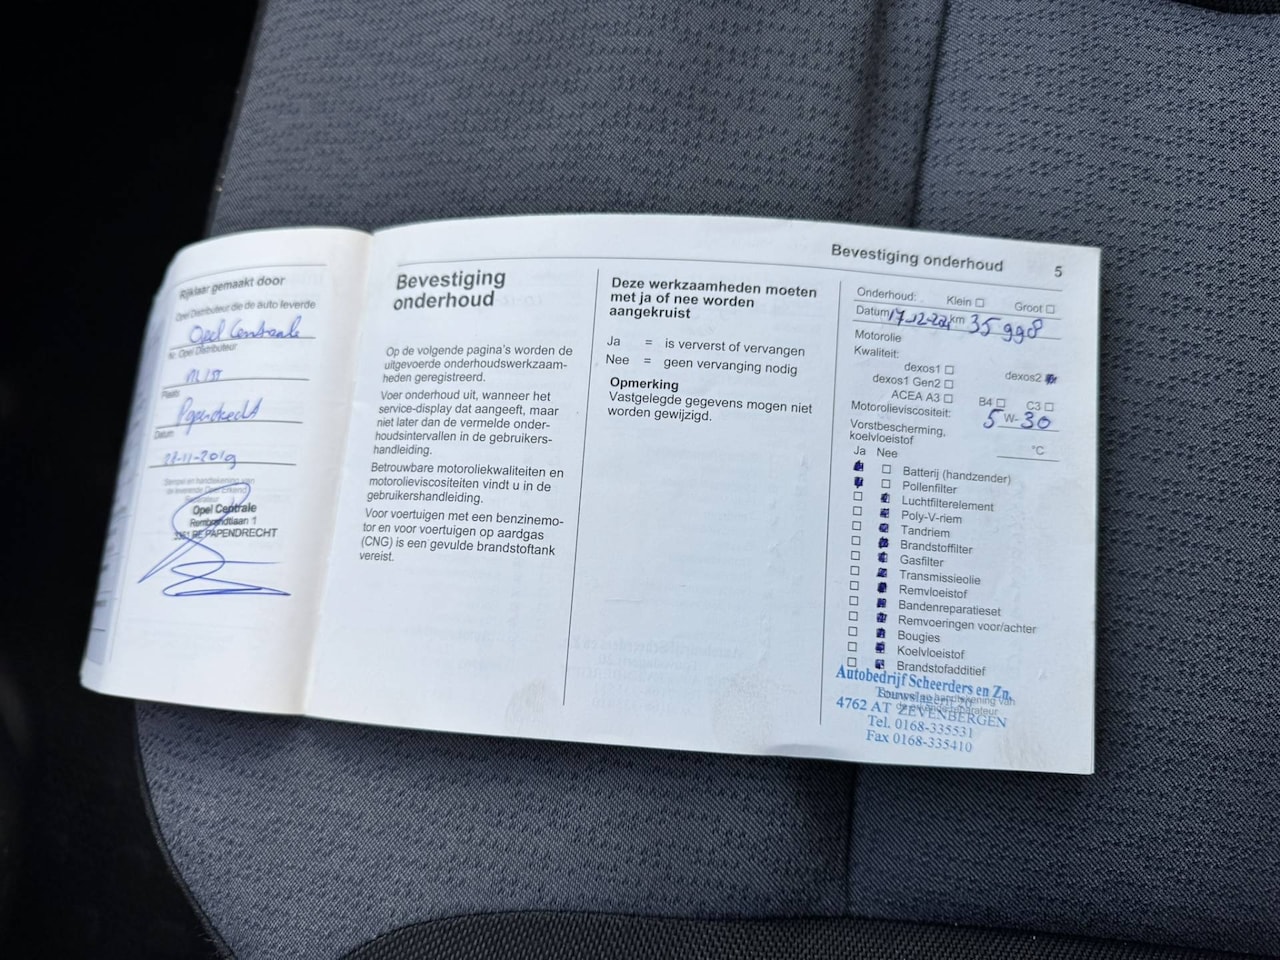 Rijklaar gemaakt door
Opel Distributeur die de auto leverde
Opel Centrale
Nr. Opel Distributeur
Plaats
Papendrecht
Datum
28-11-2019
Stempel en handtekening van
Opel Centrale
Rembrandtlaan 1
PAPENDRECHT
Bevestiging
onderhoud
Op de volgende pagina's worden de
uitgevoerde onderhoudswerkzaam-
heden geregistreerd.
Voer onderhoud uit, wanneer het
service-display dat aangeeft, maar
niet later dan de vermelde onder-
houdsintervallen in de gebruikers-
handleiding.
Betrouwbare motoroliekwaliteiten en
motorolieviscositeiten vindt u in de
gebruikershandleiding.
Voor voertuigen met een benzinemo-
tor en voor voertuigen op aardgas
(CNG) is een gevulde brandstoftank
vereist.
Deze werkzaamheden moeten
met ja of nee worden
aangekruist
Ja = is ververst of vervangen
Nee = geen vervanging nodig
Opmerking
Vastgelegde gegevens mogen niet
worden gewijzigd.
Bevestiging onderhoud 5
Onderhoud: Klein ☐ Groot ☐
Datum km 35 998
Motorolie
Kwaliteit:
dexos1 ☐ dexos2
dexos1 Gen2 ☐
ACEA A3 ☐ B4 ☐ C3 ☐
Motorolieviscositeit: 5 W-30
Vorstbescherming,
koelvloeistof °C
Ja Nee
Batterij (handzender)
Pollenfilter
Luchtfilterelement
Poly-V-riem
Tandriem
Brandstoffilter
Gasfilter
Transmissieolie
Remvloeistof
Bandenreparatieset
Remvoeringen voor/achter
Bougies
Koelvloeistof
Brandstofadditief
Autobedrijf Scheerders en Zn.
4762 AT ZEVENBERGEN
Tel. 0168-335531
Fax 0168-335410